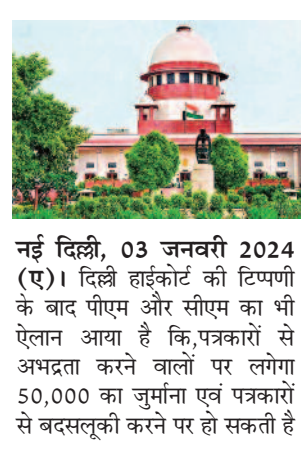 नई दिल्ली, 03 जनवरी 2024
(ए)। दिल्ली हाईकोर्ट की टिप्पणी
के बाद पीएम और सीएम का भी
ऐलान आया है कि,पत्रकारों से
अभद्रता करने वालों पर लगेगा
50,000 का जुर्माना एवं पत्रकारों
से बदसलूकी करने पर हो सकती है